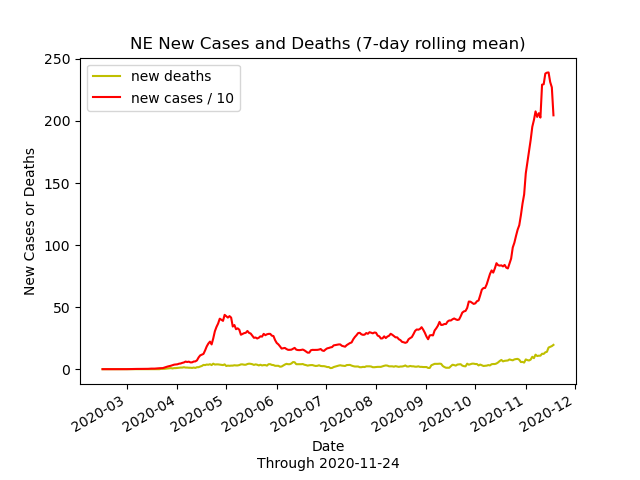 NE New Cases and Deaths (7-day rolling mean)
250
200
150
100
50
0
New Cases or Deaths
new deaths
new cases / 10
2020-03
2020-04
2020-05
2020-06
2020-07
2020-08
2020-09
2020-10
2020-11
2020-12
Date
Through 2020-11-24